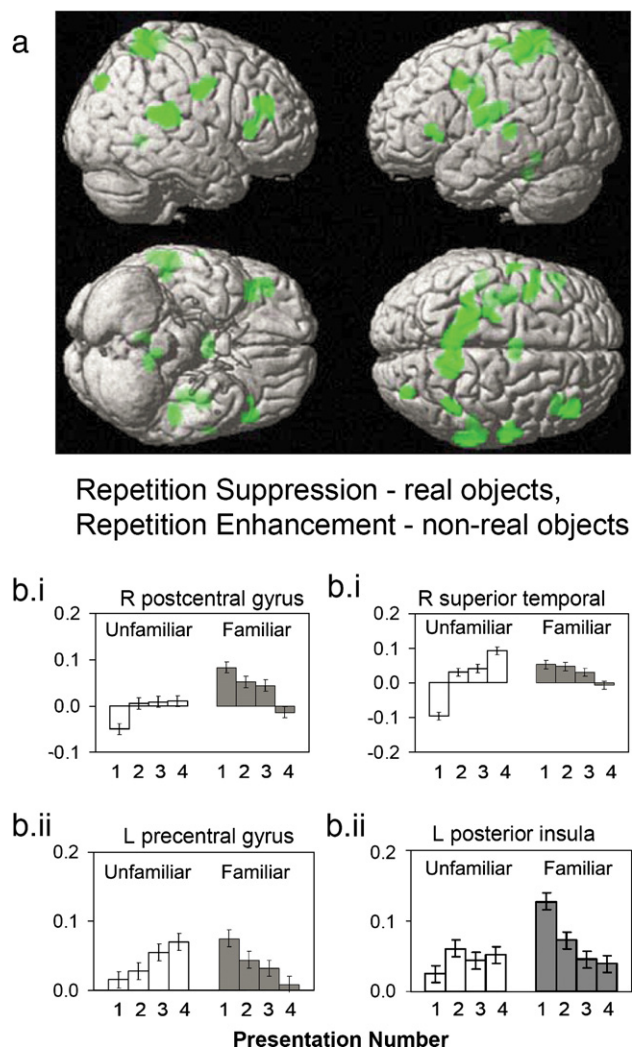 a
Repetition Suppression - real objects,
Repetition Enhancement - non-real objects
b.i
R postcentral gyrus
Unfamiliar Familiar
0.2
0.1
0.0
-0.1
1 2 3 4 1 2 3 4
b.i
R superior temporal
Unfamiliar Familiar
0.2
0.1
0.0
-0.1
-0.2
1 2 3 4 1 2 3 4
b.ii
L precentral gyrus
Unfamiliar Familiar
0.2
0.1
0.0
1 2 3 4 1 2 3 4
b.ii
L posterior insula
Unfamiliar Familiar
0.2
0.1
0.0
1 2 3 4 1 2 3 4
Presentation Number